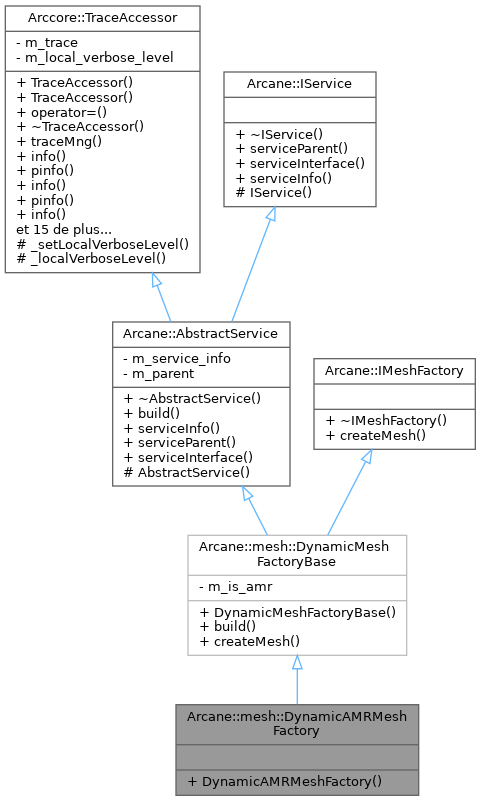 Arccore::TraceAccessor
- m_trace
- m_local_verbose_level
+ TraceAccessor()
+ TraceAccessor()
+ operator=()
+ ~TraceAccessor()
+ traceMng()
+ info()
+ pinfo()
+ info()
+ pinfo()
+ info()
et 15 de plus...
# _setLocalVerboseLevel()
# _localVerboseLevel()
Arcane::IService
+ ~IService()
+ serviceParent()
+ serviceInterface()
+ serviceInfo()
# IService()
Arcane::AbstractService
- m_service_info
- m_parent
+ ~AbstractService()
+ build()
+ serviceInfo()
+ serviceParent()
+ serviceInterface()
# AbstractService()
Arcane::IMeshFactory
+ ~IMeshFactory()
+ createMesh()
Arcane::mesh::DynamicMesh
FactoryBase
- m_is_amr
+ DynamicMeshFactoryBase()
+ build()
+ createMesh()
Arcane::mesh::DynamicAMRMesh
Factory
+ DynamicAMRMeshFactory()